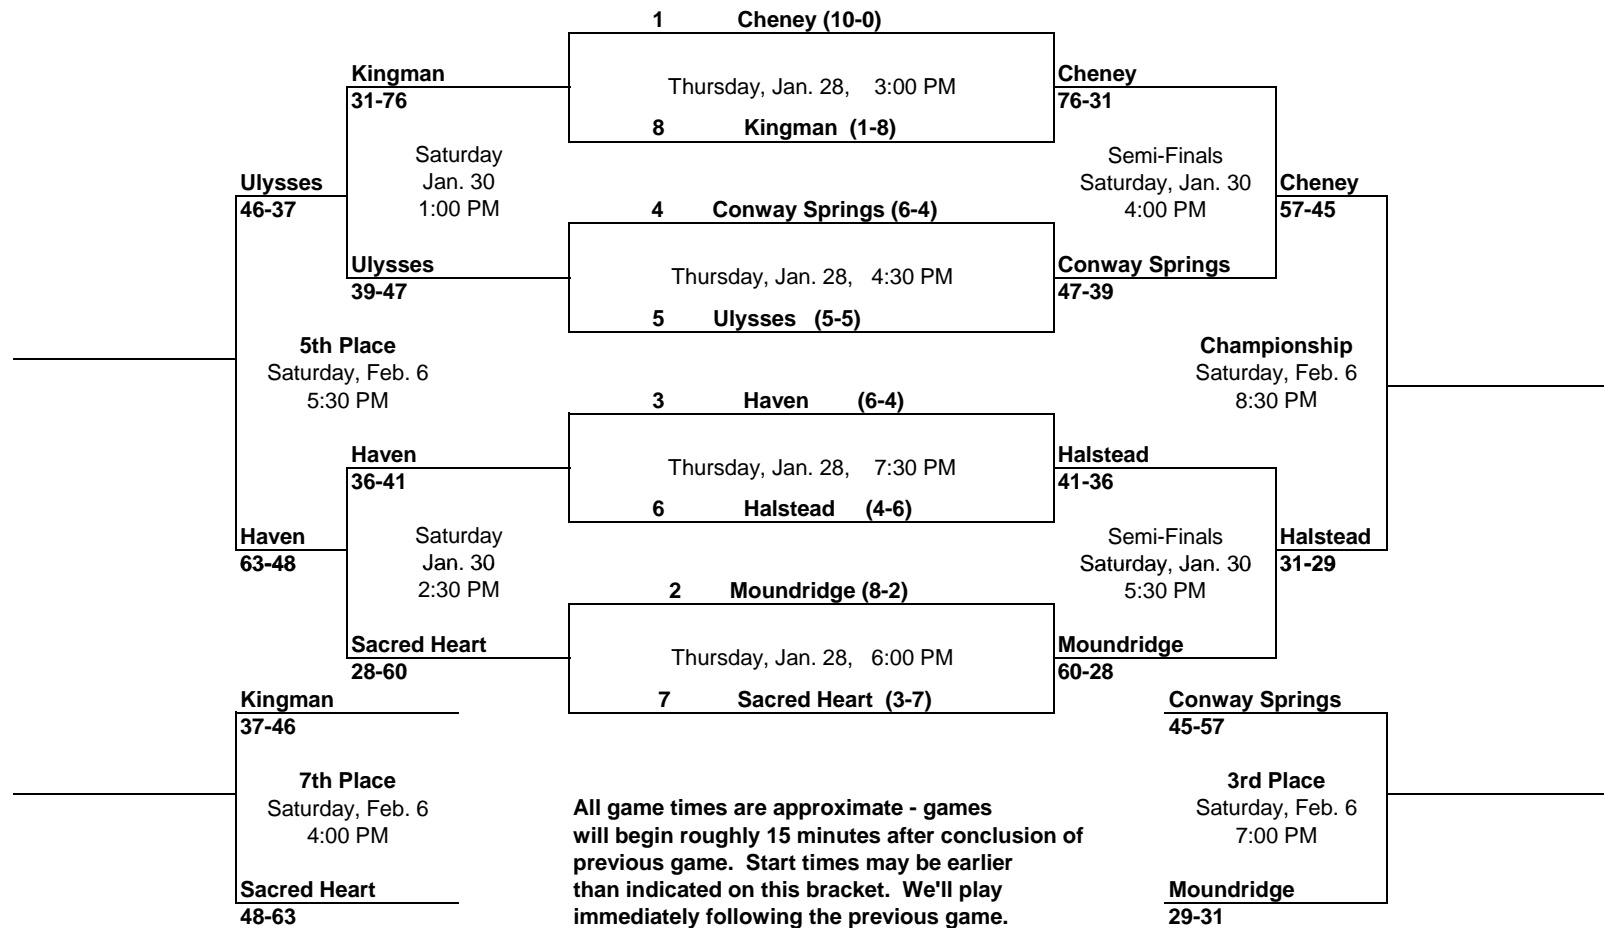 1 Cheney (10-0)
Kingman
31-76
Thursday, Jan. 28, 3:00 PM
Cheney
76-31
8 Kingman (1-8)
Saturday
Jan. 30
1:00 PM
Semi-Finals
Saturday, Jan. 30
4:00 PM
Ulysses
46-37
Cheney
57-45
4 Conway Springs (6-4)
Ulysses
39-47
Thursday, Jan. 28, 4:30 PM
Conway Springs
47-39
5 Ulysses (5-5)
5th Place
Saturday, Feb. 6
5:30 PM
Championship
Saturday, Feb. 6
8:30 PM
3 Haven (6-4)
Haven
36-41
Thursday, Jan. 28, 7:30 PM
Halstead
41-36
6 Halstead (4-6)
Haven
63-48
Saturday
Jan. 30
2:30 PM
Semi-Finals
Saturday, Jan. 30
5:30 PM
Halstead
31-29
2 Moundridge (8-2)
Sacred Heart
28-60
Thursday, Jan. 28, 6:00 PM
Moundridge
60-28
7 Sacred Heart (3-7)
Kingman
37-46
Conway Springs
45-57
7th Place
Saturday, Feb. 6
4:00 PM
3rd Place
Saturday, Feb. 6
7:00 PM
All game times are approximate - games
will begin roughly 15 minutes after conclusion of
previous game. Start times may be earlier
than indicated on this bracket. We'll play
immediately following the previous game.
Sacred Heart
48-63
Moundridge
29-31